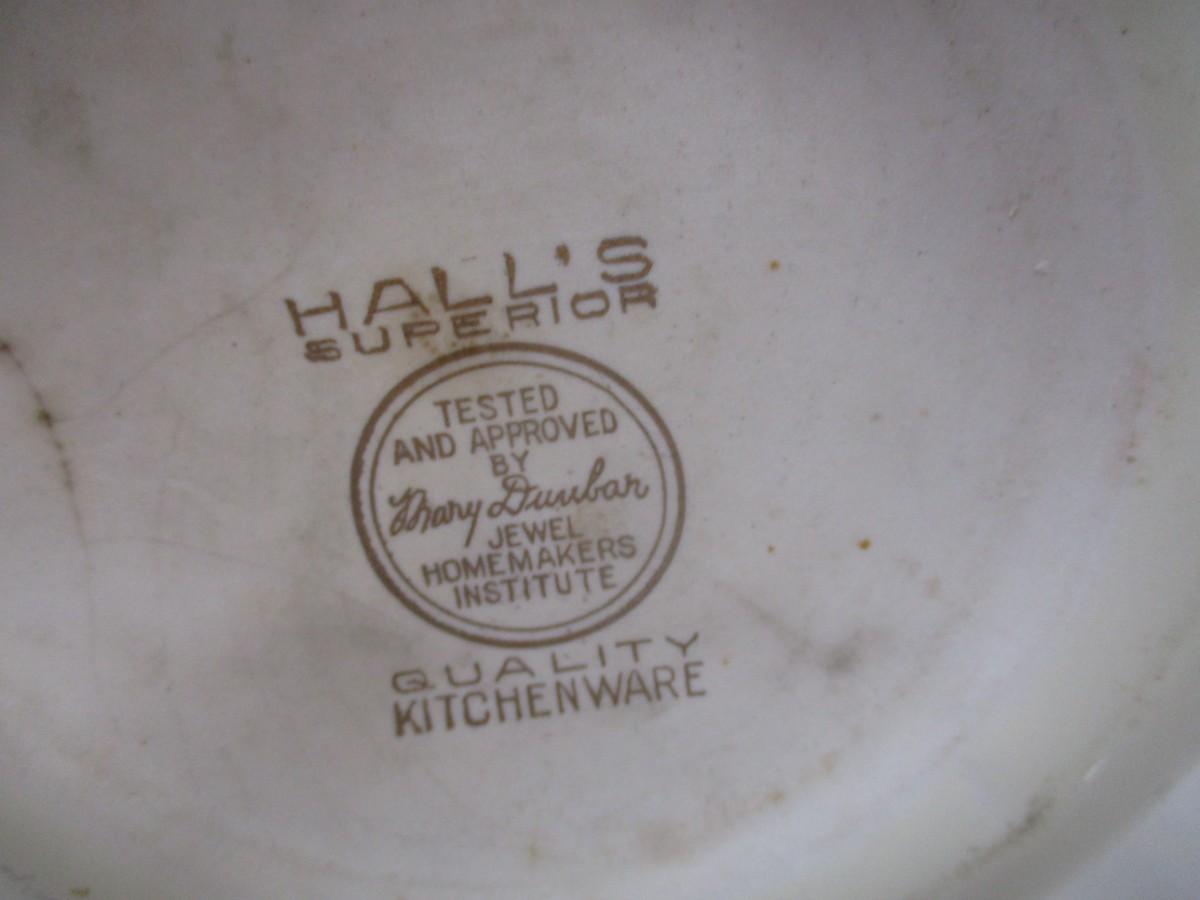 HALL'S
SUPERIOR
TESTED
AND APPROVED
BY
Mary Dunbar
JEWEL
HOMEMAKERS
INSTITUTE
QUALITY
KITCHENWARE